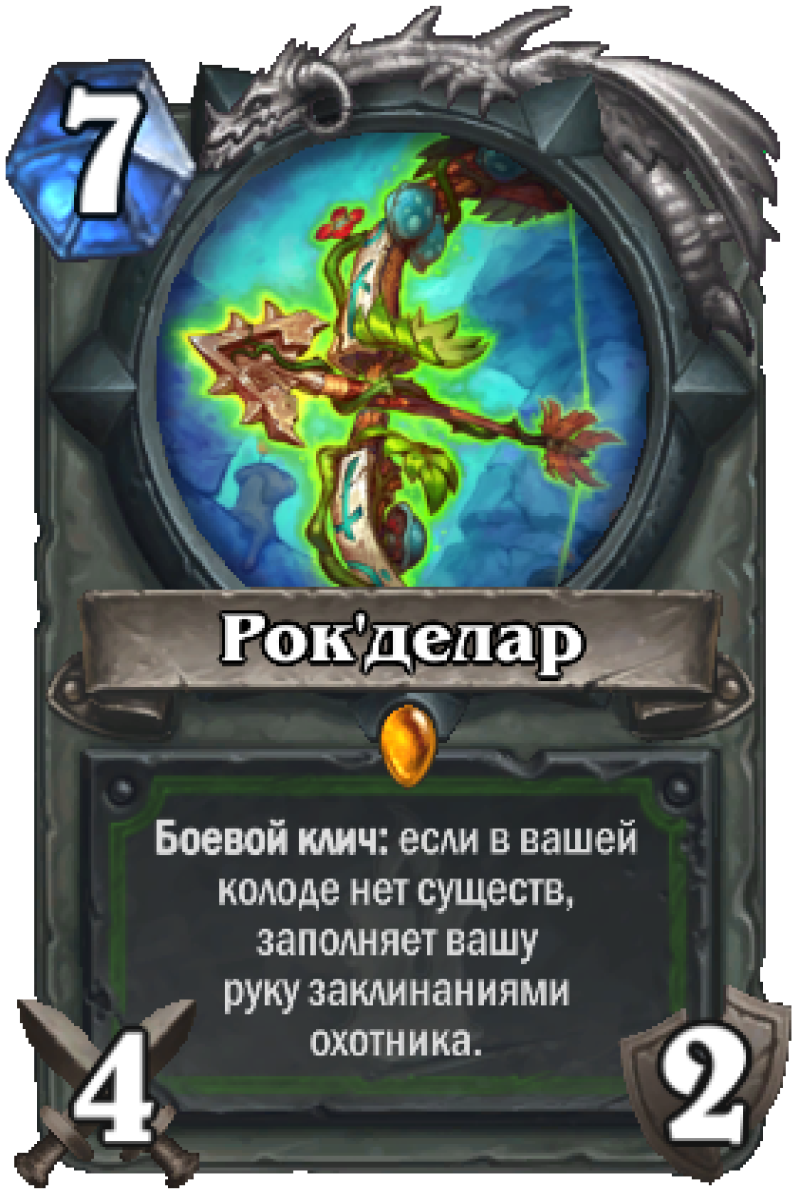 7
Рок'делар
Боевой клич: если в вашей
колоде нет существ,
заполняет вашу
руку заклинаниями
охотника.
4
2